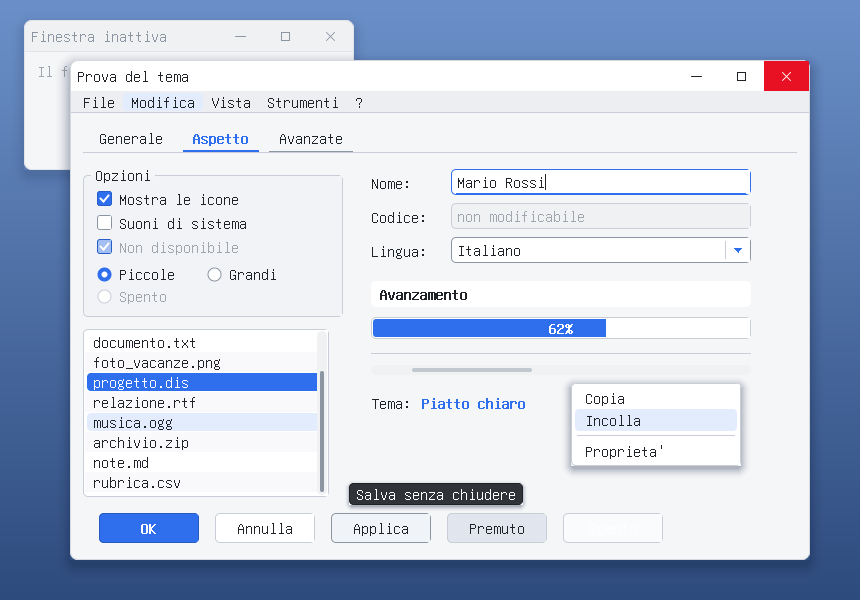 Finestra inattiva
Il f
Prova del tema
File Modifica Vista Strumenti ?
Generale Aspetto Avanzate
Opzioni
Mostra le icone
Suoni di sistema
Non disponibile
Piccole Grandi
Spento
Nome: Mario Rossi
Codice: non modificabile
Lingua: Italiano
Avanzamento
62%
documento.txt
foto_vacanze.png
progetto.dis
relazione.rtf
musica.ogg
archivio.zip
note.md
rubrica.csv
Tema: Piatto chiaro
Copia
Incolla
Proprieta'
Salva senza chiudere
OK Annulla Applica Premuto